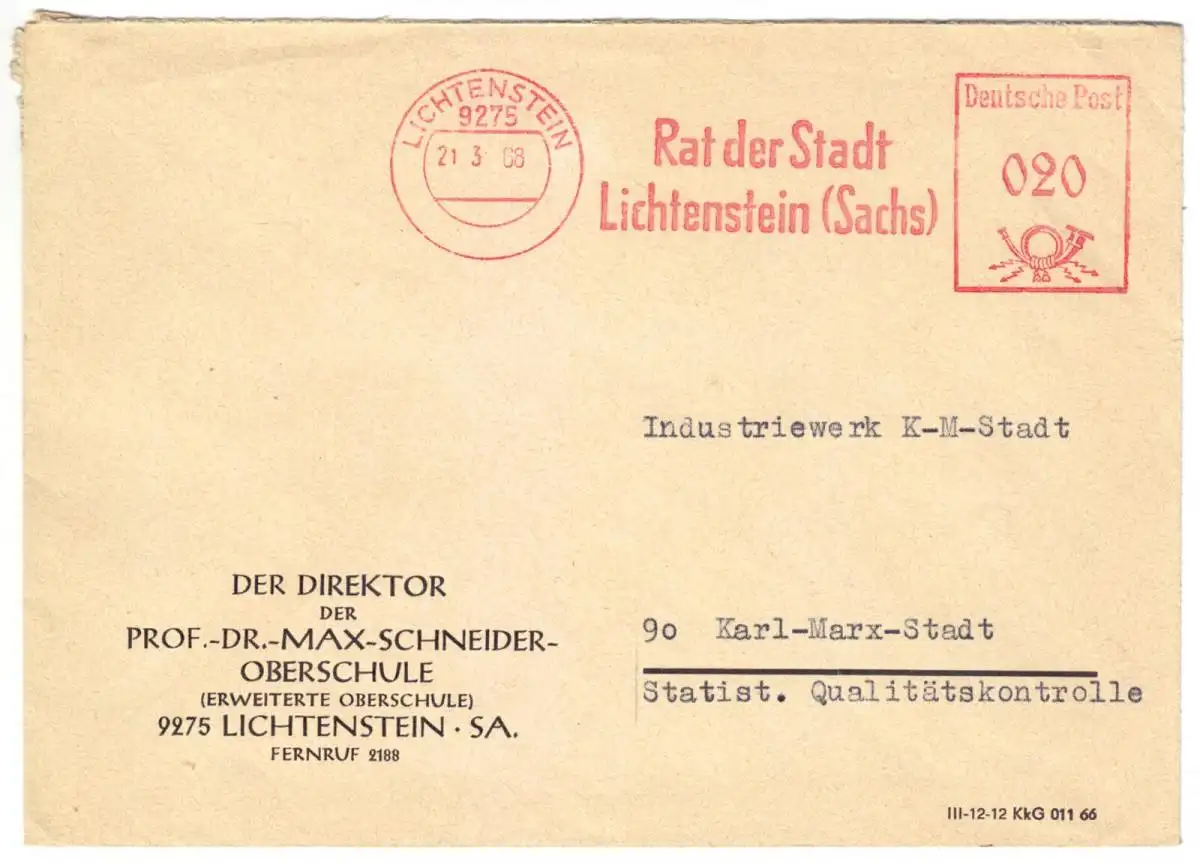 LICHTENSTEIN
9275
21 3 68
Rat der Stadt
Lichtenstein (Sachs)
Deutsche Post
020
Industriewerk K-M-Stadt
DER DIREKTOR
DER
PROF.-DR.-MAX-SCHNEIDER-
OBERSCHULE
(ERWEITERTE OBERSCHULE)
9275 LICHTENSTEIN · SA.
FERNRUF 2188
90 Karl-Marx-Stadt
Statist. Qualitätskontrolle
III-12-12 KkG 011 66